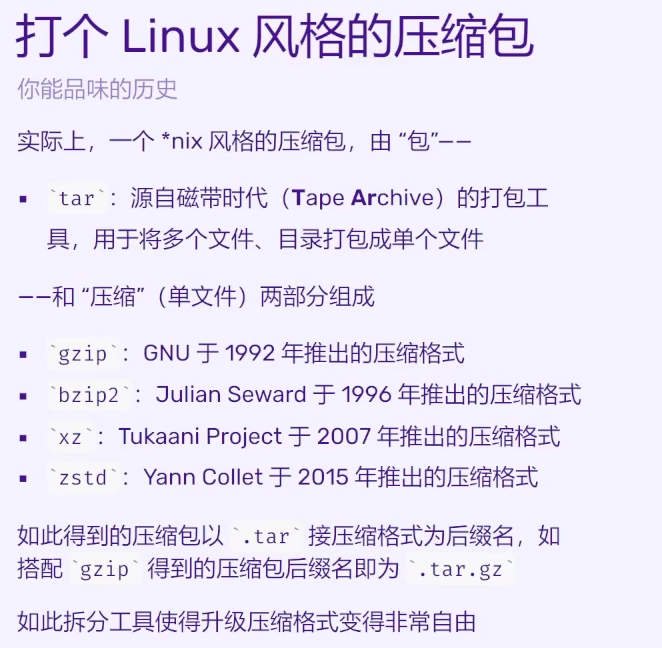 打个 Linux 风格的压缩包
你能品味的历史
实际上，一个 *nix 风格的压缩包，由 “包”——
▪ `tar`：源自磁带时代（Tape Archive）的打包工
具，用于将多个文件、目录打包成单个文件
——和 “压缩”（单文件）两部分组成
▪ `gzip`：GNU 于 1992 年推出的压缩格式
▪ `bzip2`：Julian Seward 于 1996 年推出的压缩格式
▪ `xz`：Tukaani Project 于 2007 年推出的压缩格式
▪ `zstd`：Yann Collet 于 2015 年推出的压缩格式
如此得到的压缩包以 `.tar` 接压缩格式为后缀名，如
搭配 `gzip` 得到的压缩包后缀名即为 `.tar.gz`
如此拆分工具使得升级压缩格式变得非常自由